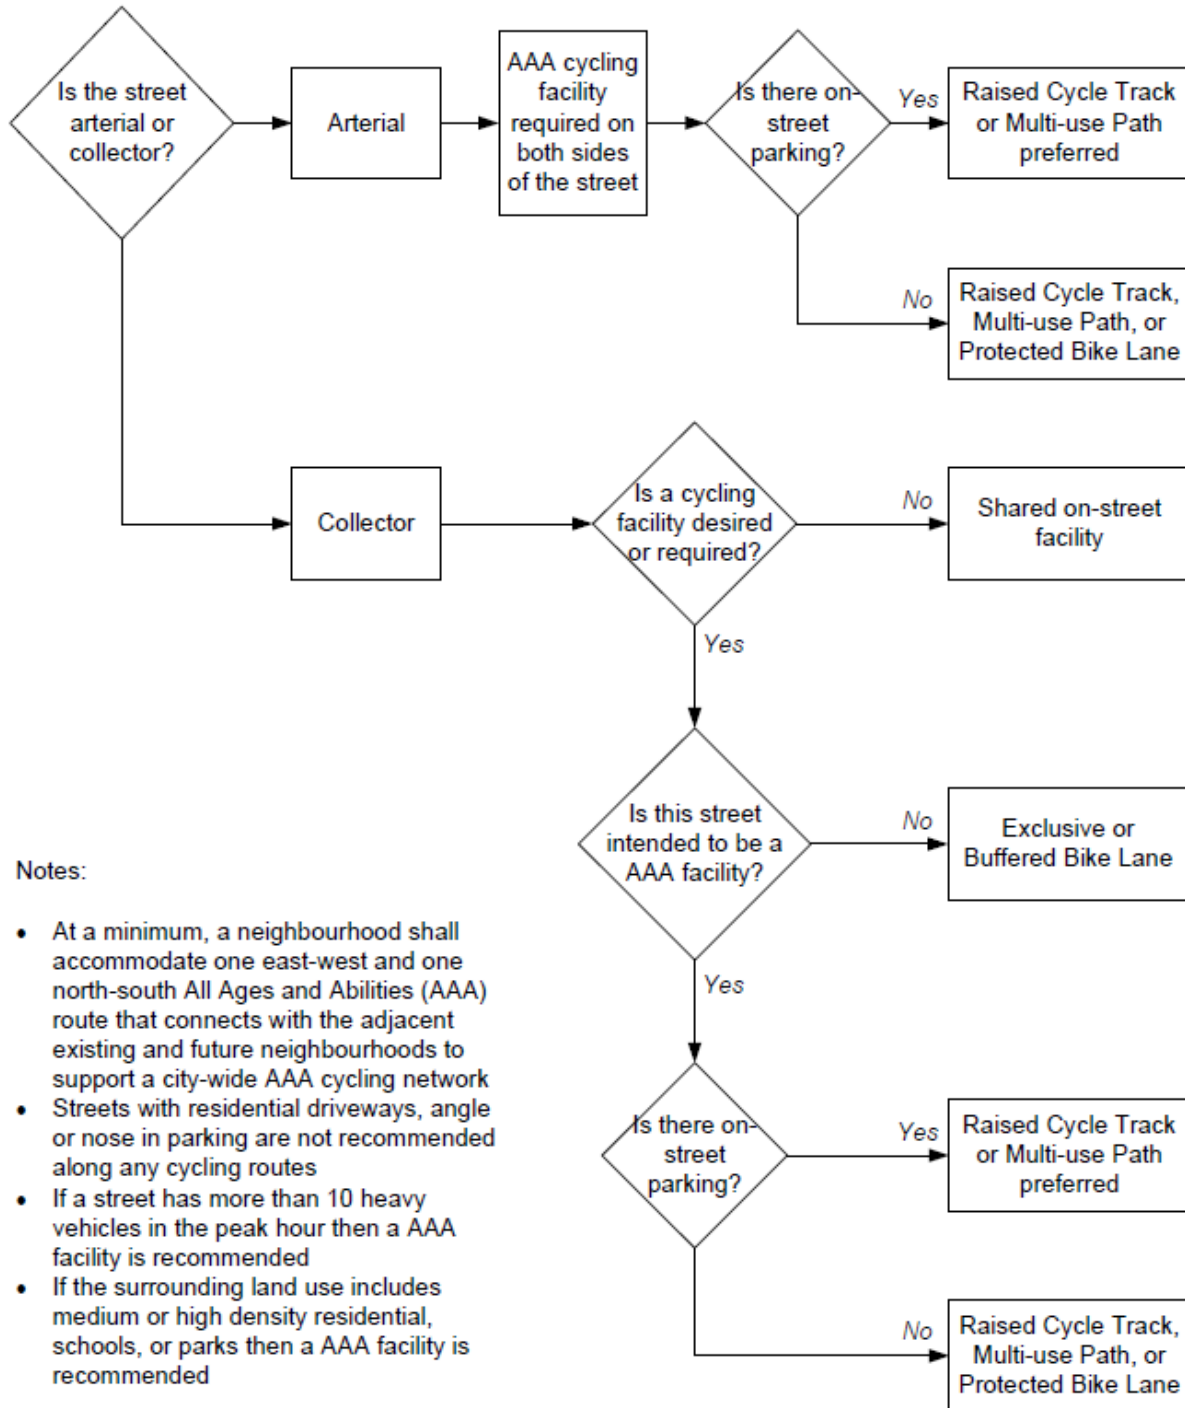 Is the street
arterial or
collector?
Arterial
AAA cycling
facility
required on
both sides
of the street
Is there on-
street
parking?
Yes
Raised Cycle Track
or Multi-use Path
preferred
No
Raised Cycle Track,
Multi-use Path, or
Protected Bike Lane
Collector
Is a cycling
facility desired
or required?
No
Shared on-street
facility
Yes
Is this street
intended to be a
AAA facility?
No
Exclusive or
Buffered Bike Lane
Yes
Is there on-
street
parking?
Yes
Raised Cycle Track
or Multi-use Path
preferred
No
Raised Cycle Track,
Multi-use Path, or
Protected Bike Lane
Notes:
• At a minimum, a neighbourhood shall
accommodate one east-west and one
north-south All Ages and Abilities (AAA)
route that connects with the adjacent
existing and future neighbourhoods to
support a city-wide AAA cycling network
• Streets with residential driveways, angle
or nose in parking are not recommended
along any cycling routes
• If a street has more than 10 heavy
vehicles in the peak hour then a AAA
facility is recommended
• If the surrounding land use includes
medium or high density residential,
schools, or parks then a AAA facility is
recommended